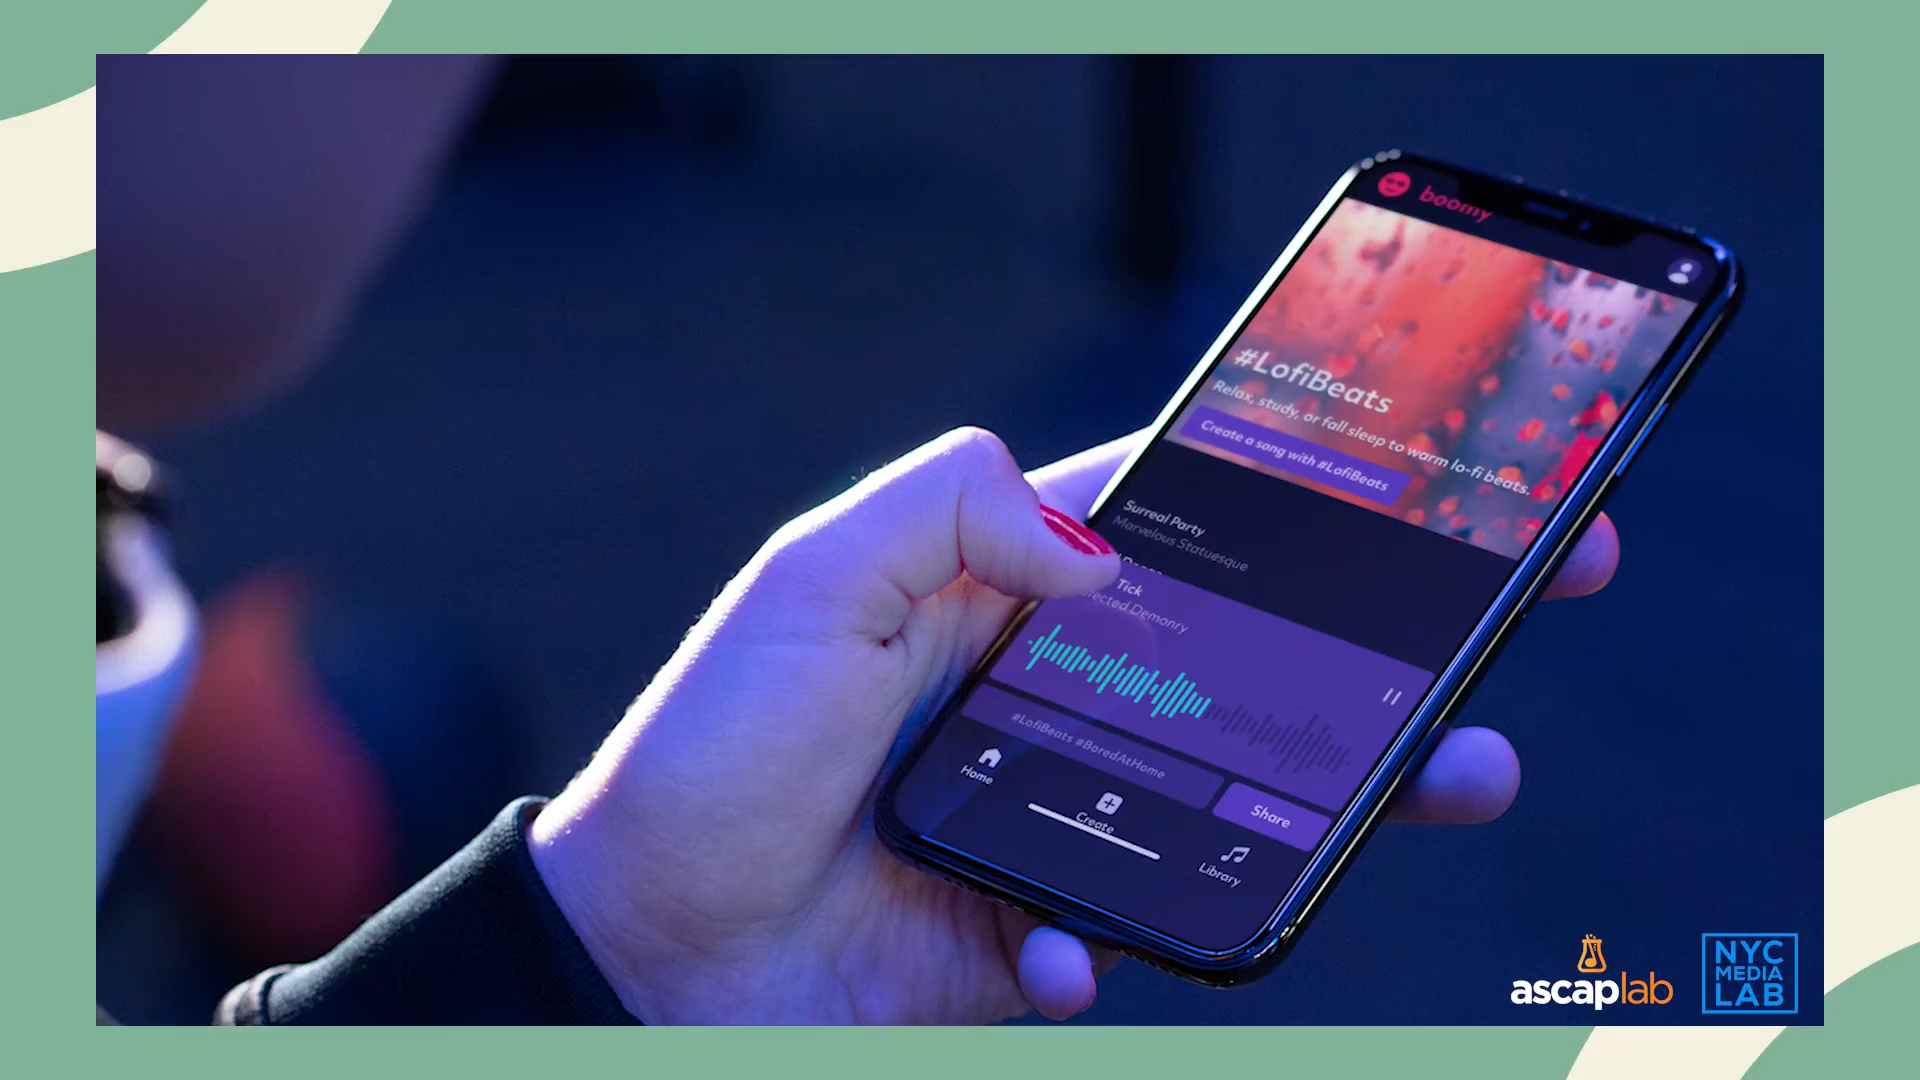 boomy
#LofiBeats
Relax, study, or fall sleep to warm lo-fi beats.
Create a song with #LofiBeats
Surreal Party
Marvelous Statuesque
Tick
Demonry
#LofiBeats #BoredAtHome
Share
Home
Create
Library
ascaplab
NYC
MEDIA
LAB